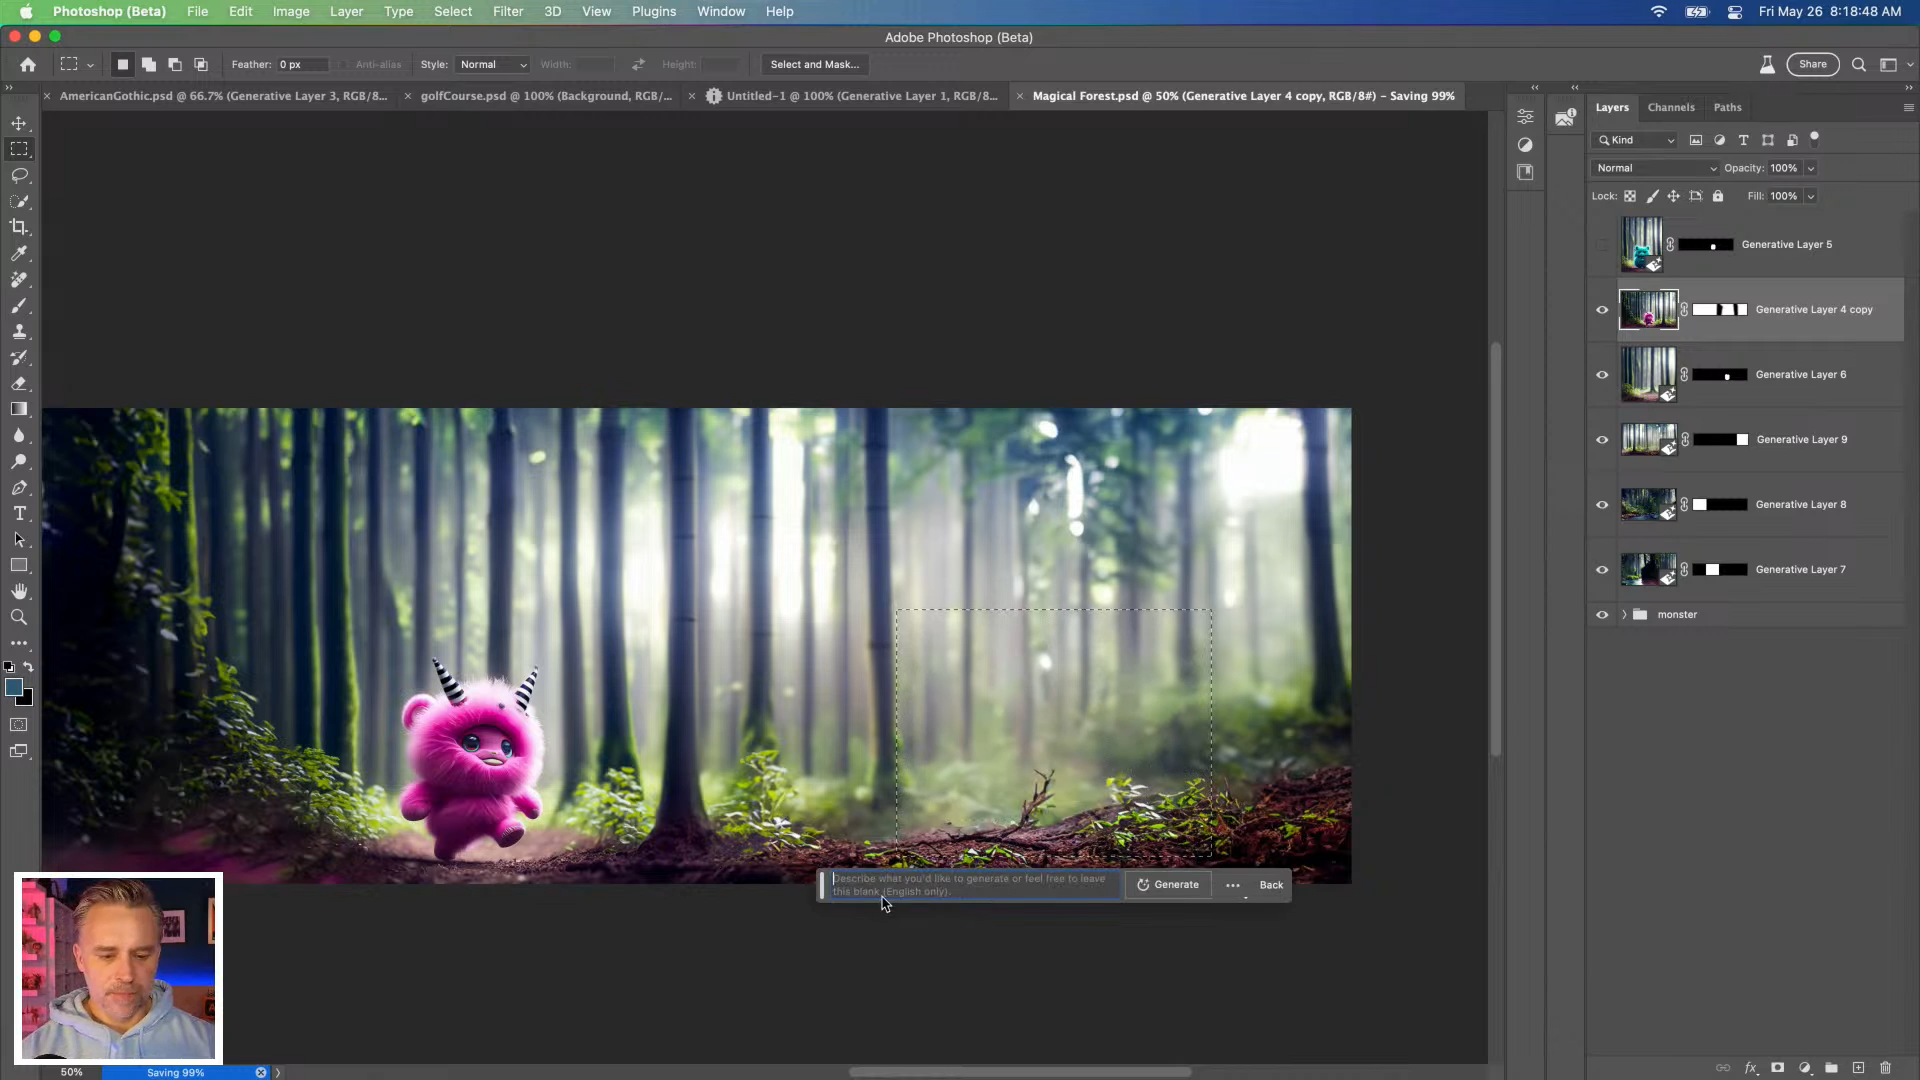 Photoshop (Beta) File Edit Image Layer Type Select Filter 3D View Plugins Window Help Fri May 26 8:18:48 AM
Adobe Photoshop (Beta)
Feather: 0 px Anti-alias Style: Normal Width: Height: Select and Mask... Share
AmericanGothic.psd @ 66.7% (Generative Layer 3, RGB/8... golfCourse.psd @ 100% (Background, RGB/... Untitled-1 @ 100% (Generative Layer 1, RGB/8... Magical Forest.psd @ 50% (Generative Layer 4 copy, RGB/8#) – Saving 99%
Layers Channels Paths
Kind
Normal Opacity: 100%
Lock: Fill: 100%
Generative Layer 5
Generative Layer 4 copy
Generative Layer 6
Generative Layer 9
Generative Layer 8
Generative Layer 7
monster
Describe what you'd like to generate or feel free to leave
this blank (English only).
Generate ... Back
50% Saving 99%
fx